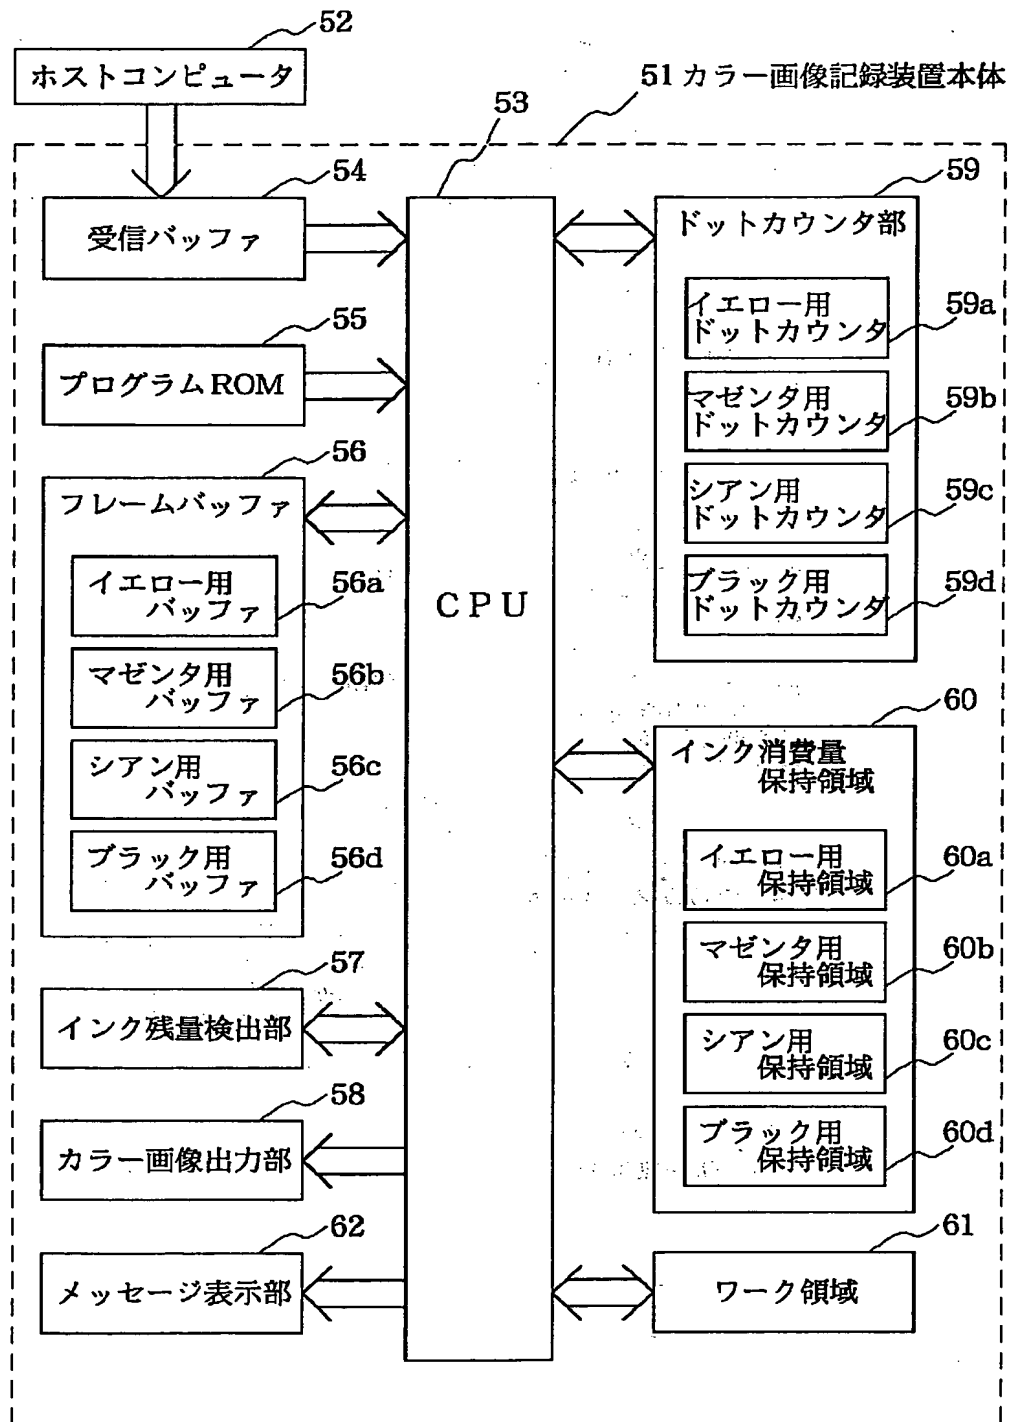 52
ホストコンピュータ
51カラー画像記録装置本体
53
54
受信バッファ
55
プログラムROM
56
フレームバッファ
イエロー用
バッファ
56a
マゼンタ用
バッファ
56b
シアン用
バッファ
56c
ブラック用
バッファ
56d
57
インク残量検出部
58
カラー画像出力部
62
メッセージ表示部
CPU
59
ドットカウンタ部
イエロー用
ドットカウンタ
59a
マゼンタ用
ドットカウンタ
59b
シアン用
ドットカウンタ
59c
ブラック用
ドットカウンタ
59d
60
インク消費量
保持領域
イエロー用
保持領域
60a
マゼンタ用
保持領域
60b
シアン用
保持領域
60c
ブラック用
保持領域
60d
61
ワーク領域